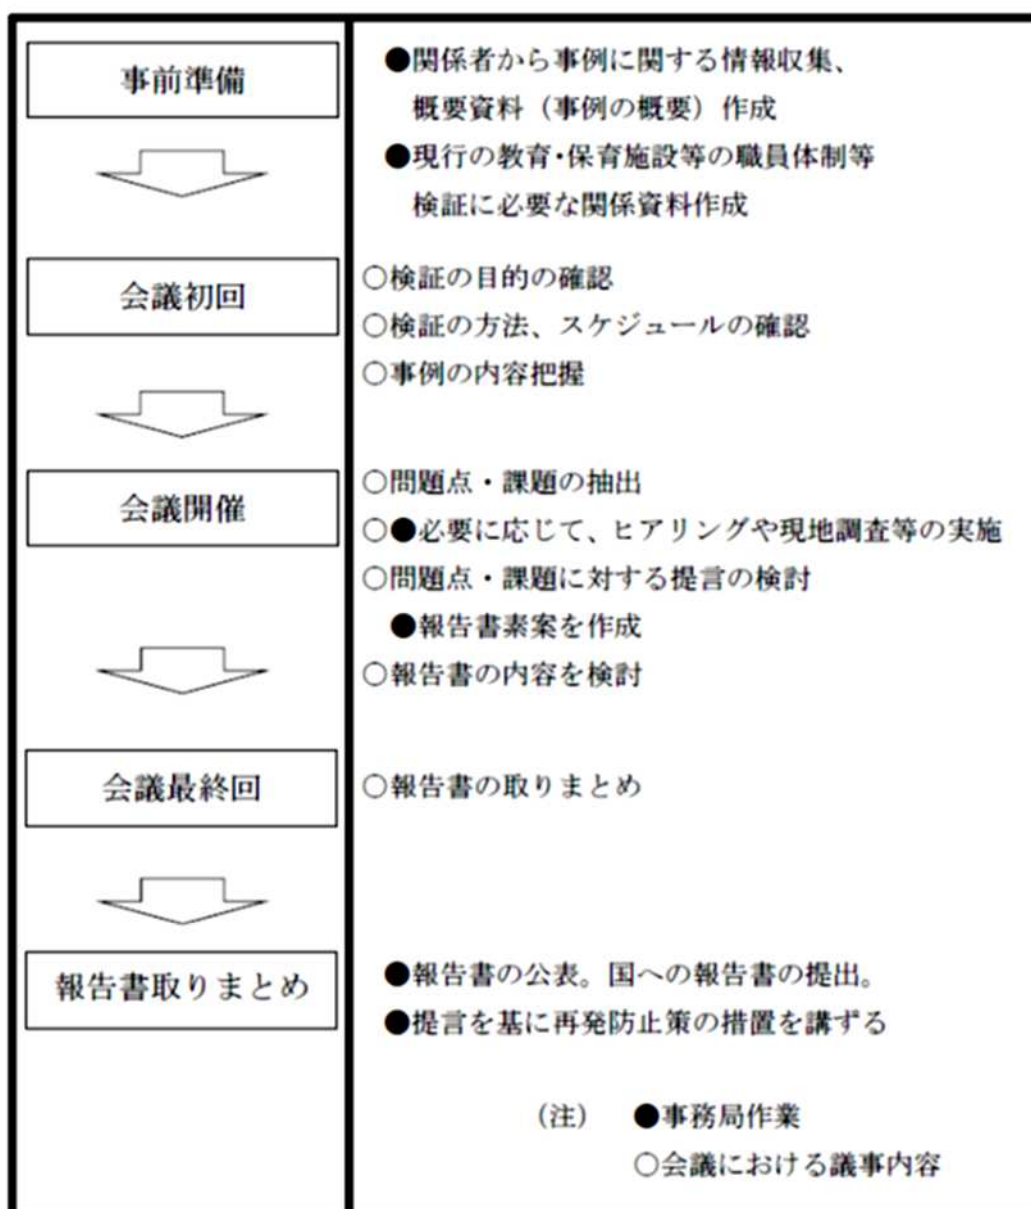 事前準備
●関係者から事例に関する情報収集、
概要資料（事例の概要）作成
●現行の教育・保育施設等の職員体制等
検証に必要な関係資料作成
会議初回
○検証の目的の確認
○検証の方法、スケジュールの確認
○事例の内容把握
会議開催
○問題点・課題の抽出
○●必要に応じて、ヒアリングや現地調査等の実施
○問題点・課題に対する提言の検討
●報告書素案を作成
○報告書の内容を検討
会議最終回
○報告書の取りまとめ
報告書取りまとめ
●報告書の公表。国への報告書の提出。
●提言を基に再発防止策の措置を講ずる
（注） ●事務局作業
○会議における議事内容